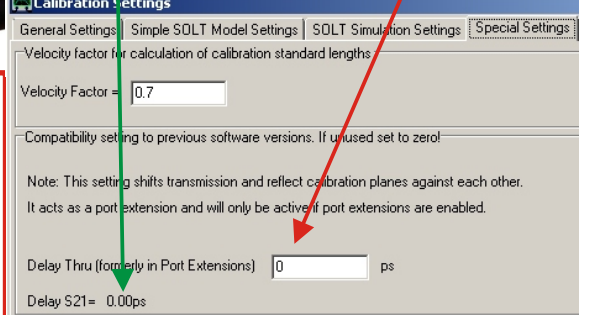 Calibration Settings
General Settings Simple SOLT Model Settings SOLT Simulation Settings Special Settings
Velocity factor for calculation of calibration standard lengths
Velocity Factor = 0.7
Compatibility setting to previous software versions. If unused set to zero!
Note: This setting shifts transmission and reflect calibration planes against each other.
It acts as a port extension and will only be active if port extensions are enabled.
Delay Thru (formerly in Port Extensions) 0 ps
Delay S21= 0.00ps